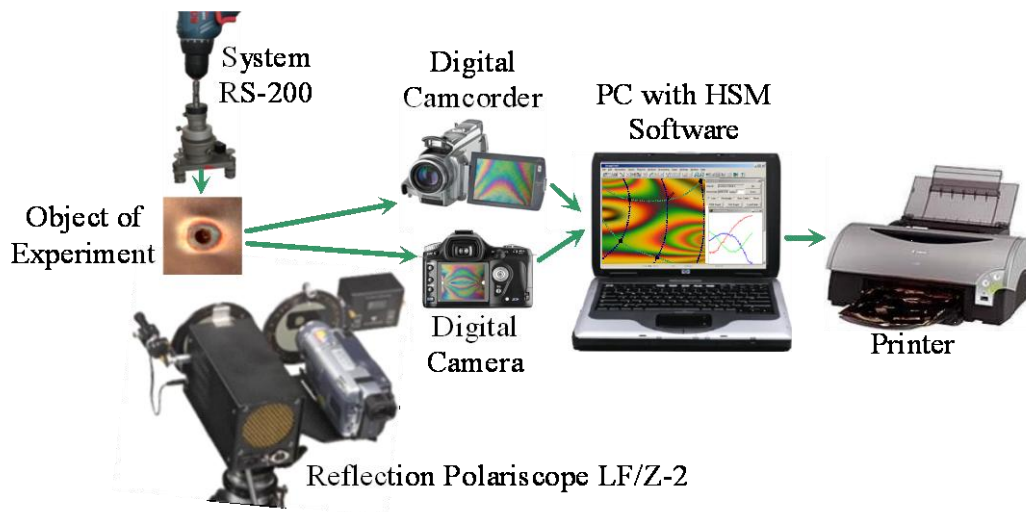 System
RS-200
Digital
Camcorder
PC with HSM
Software
Object of
Experiment
Digital
Camera
Printer
Reflection Polariscope LF/Z-2